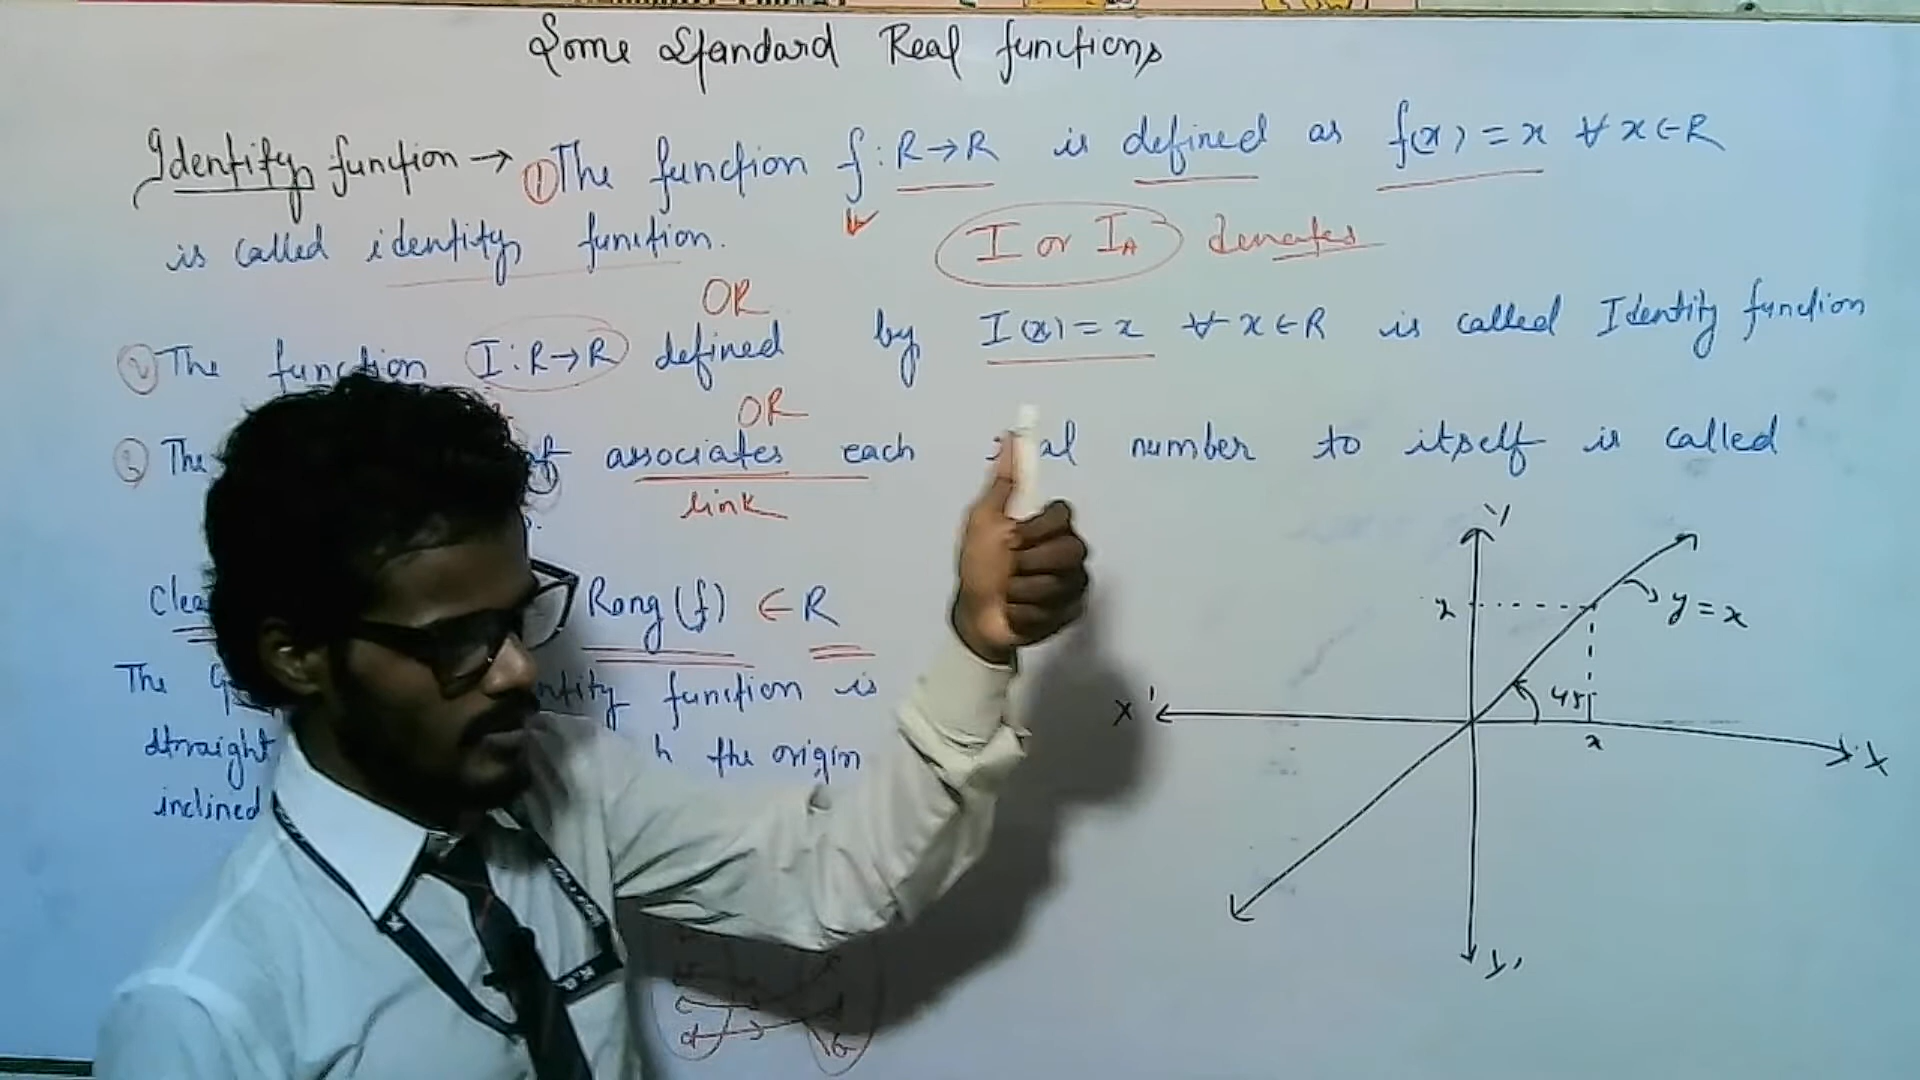 Some Standard Real functions
Identity function → ① The function f : R→R is defined as f(x) = x ∀ x∈R
is called identity function.
I or I_A denotes
OR
② The function I : R→R defined by I(x) = x ∀ x∈R is called Identity function
OR
③ The associates each number to itself is called
link
Rang(f) ∈ R
The function is
straight the origin
inclined
Y
x
y = x
45
X'
x
X
Y'